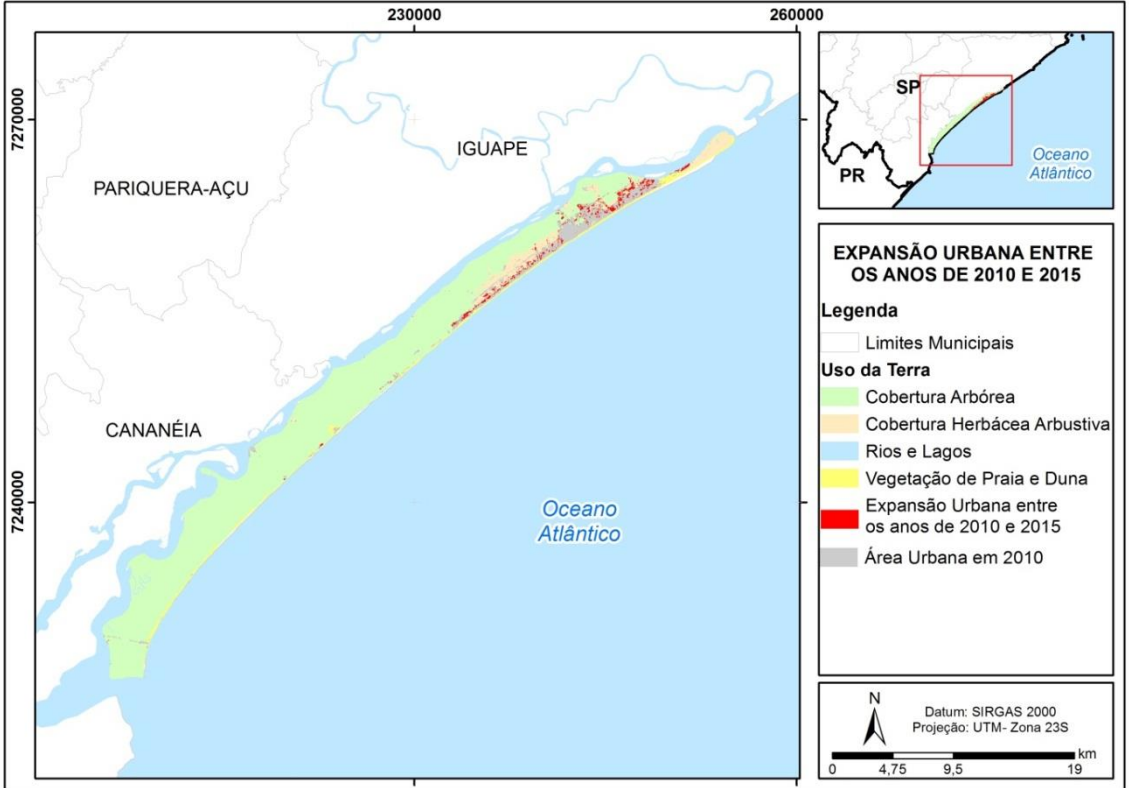 230000
260000
7270000
7240000
PARIQUERA-AÇU
IGUAPE
CANANÉIA
Oceano
Atlântico
SP
PR
Oceano
Atlântico
EXPANSÃO URBANA ENTRE
OS ANOS DE 2010 E 2015
Legenda
Limites Municipais
Uso da Terra
Cobertura Arbórea
Cobertura Herbácea Arbustiva
Rios e Lagos
Vegetação de Praia e Duna
Expansão Urbana entre
os anos de 2010 e 2015
Área Urbana em 2010
N
Datum: SIRGAS 2000
Projeção: UTM- Zona 23S
km
0 4,75 9,5 19